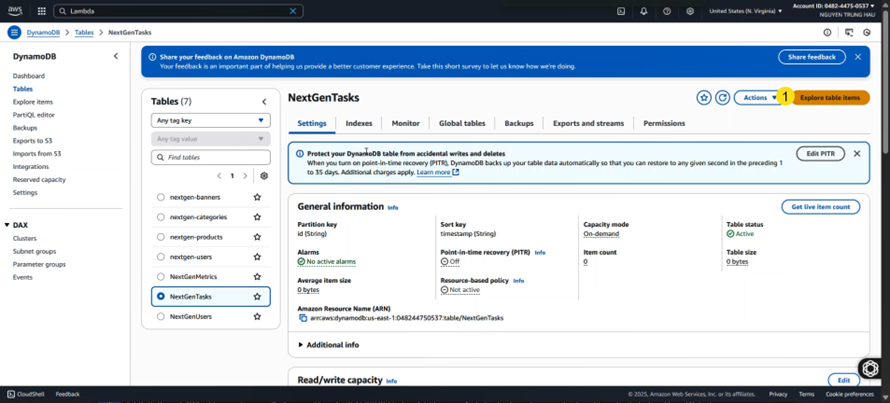 aws
Lambda
United States (N. Virginia)
Account ID: 0482-4475-0537
NGUYEN TRUNG HAU
DynamoDB
Tables
NextGenTasks
DynamoDB
Dashboard
Tables
Explore items
PartiQL editor
Backups
Exports to S3
Imports from S3
Integrations
Reserved capacity
Settings
DAX
Clusters
Subnet groups
Parameter groups
Events
Share your feedback on Amazon DynamoDB
Your feedback is an important part of helping us provide a better customer experience. Take this short survey to let us know how we're doing.
Share feedback
Tables (7)
Any tag key
Any tag value
Find tables
1
nextgen-banners
nextgen-categories
nextgen-products
nextgen-users
NextGenMetrics
NextGenTasks
NextGenUsers
NextGenTasks
Actions
1
Explore table items
Settings
Indexes
Monitor
Global tables
Backups
Exports and streams
Permissions
Protect your DynamoDB table from accidental writes and deletes
When you turn on point-in-time recovery (PITR), DynamoDB backs up your table data automatically so that you can restore to any given second in the preceding 1
to 35 days. Additional charges apply. Learn more
Edit PITR
General information Info
Get live item count
Partition key
id (String)
Sort key
timestamp (String)
Capacity mode
On-demand
Table status
Active
Alarms
No active alarms
Point-in-time recovery (PITR) Info
Off
Item count
0
Table size
0 bytes
Average item size
0 bytes
Resource-based policy Info
Not active
Amazon Resource Name (ARN)
arn:aws:dynamodb:us-east-1:048244750537:table/NextGenTasks
Additional info
Read/write capacity Info
Edit
CloudShell
Feedback
© 2025, Amazon Web Services, Inc. or its affiliates.
Privacy
Terms
Cookie preferences